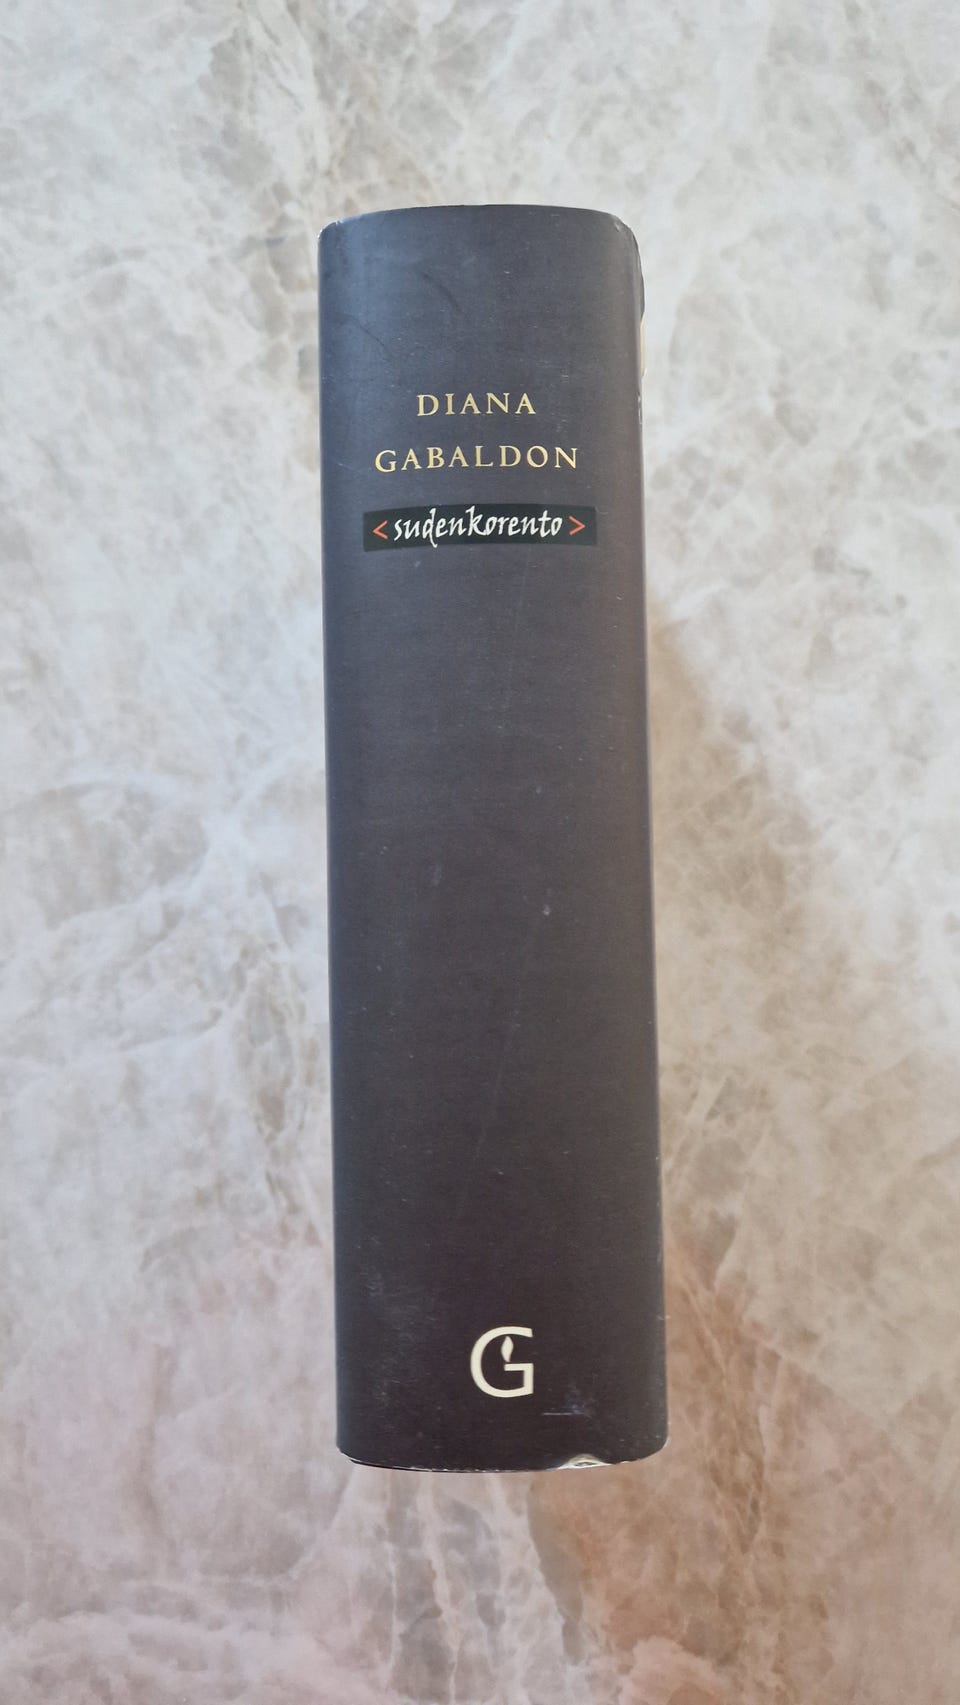 DIANA
GABALDON
<sudenkorento>
G